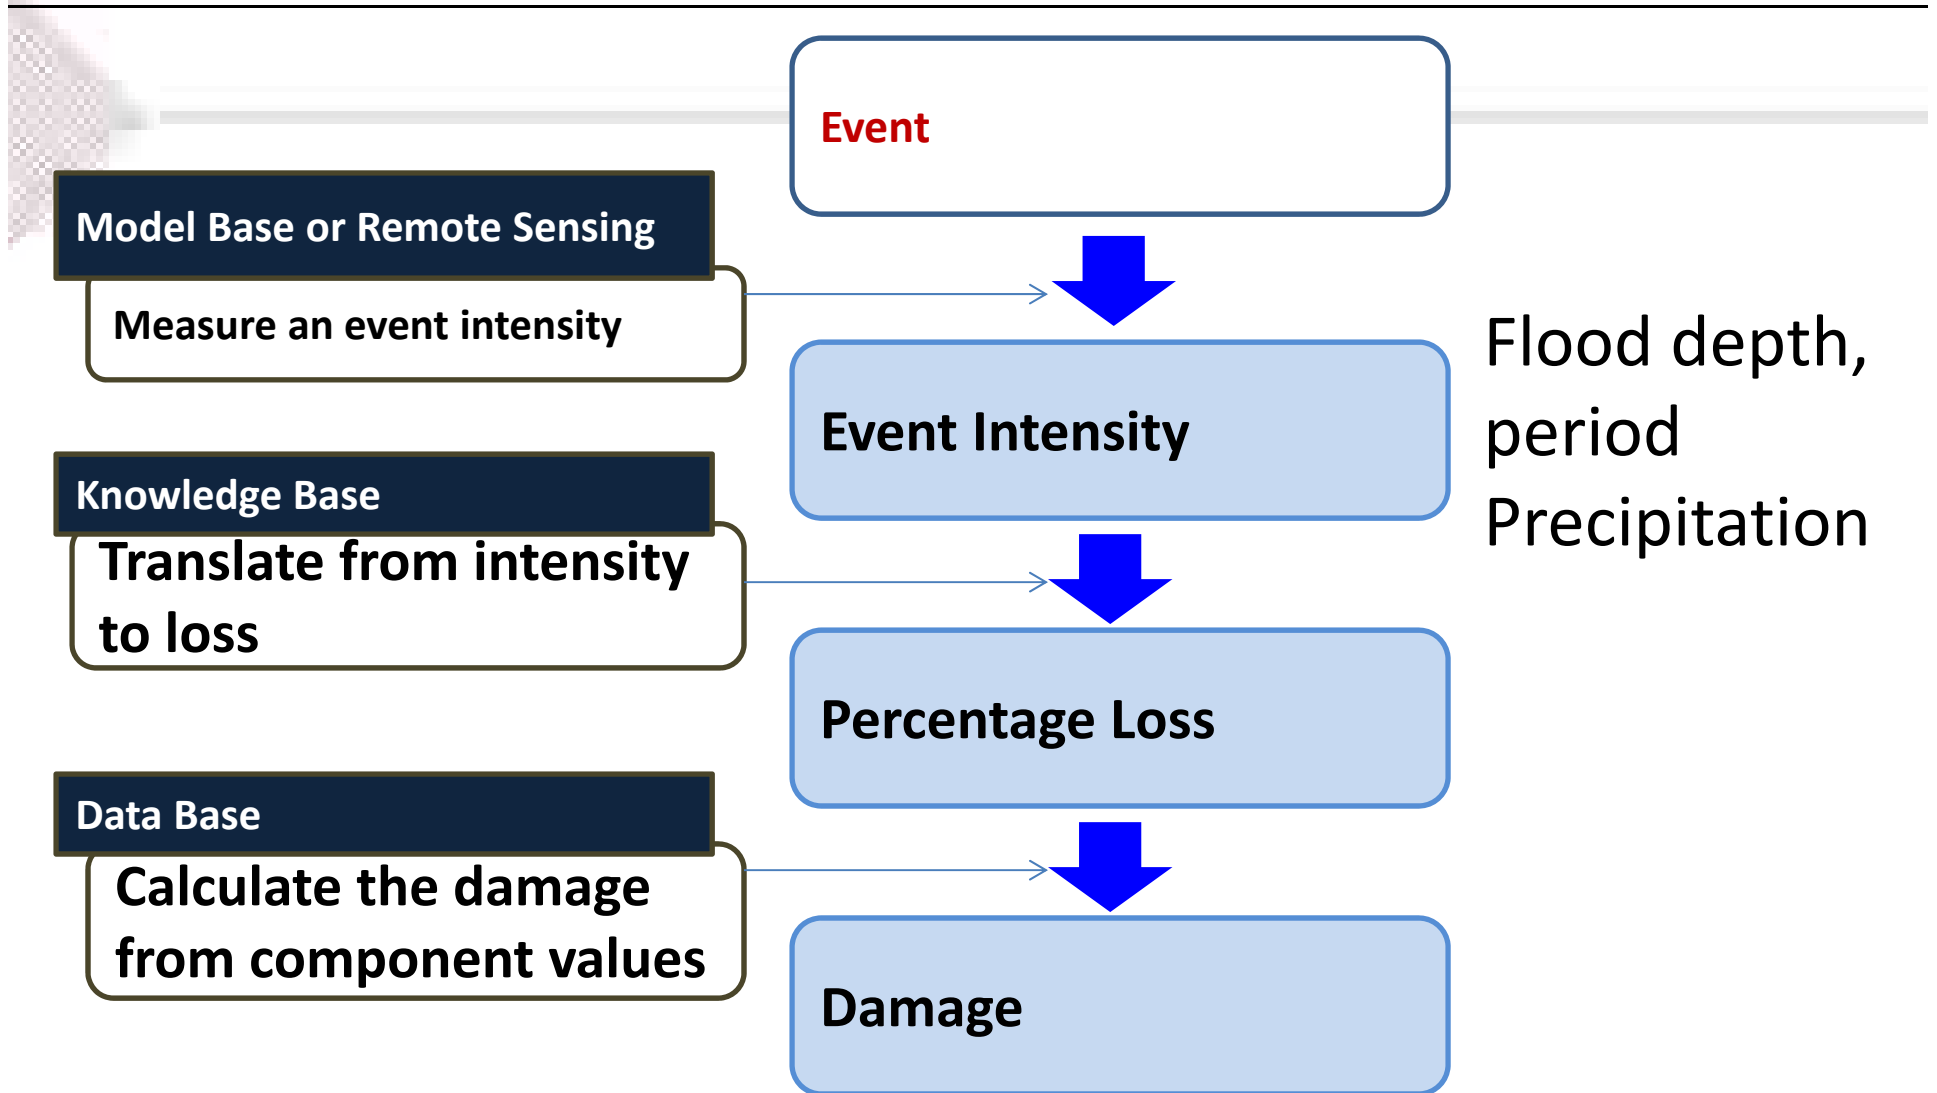 Event
Model Base or Remote Sensing
Measure an event intensity
Event Intensity
Flood depth,
period
Precipitation
Knowledge Base
Translate from intensity
to loss
Percentage Loss
Data Base
Calculate the damage
from component values
Damage